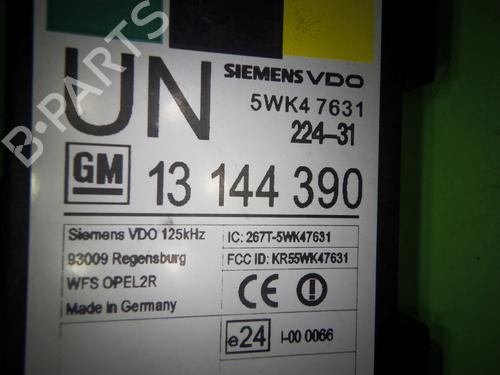 B-PARTS
UN
SIEMENS VDO
5WK4 7631
224-31
GM
13 144 390
Siemens VDO 125kHz
93009 Regensburg
WFS OPEL2R
Made in Germany
IC: 267T-5WK47631
FCC ID: KR55WK47631
CE
e24 I-00 0066